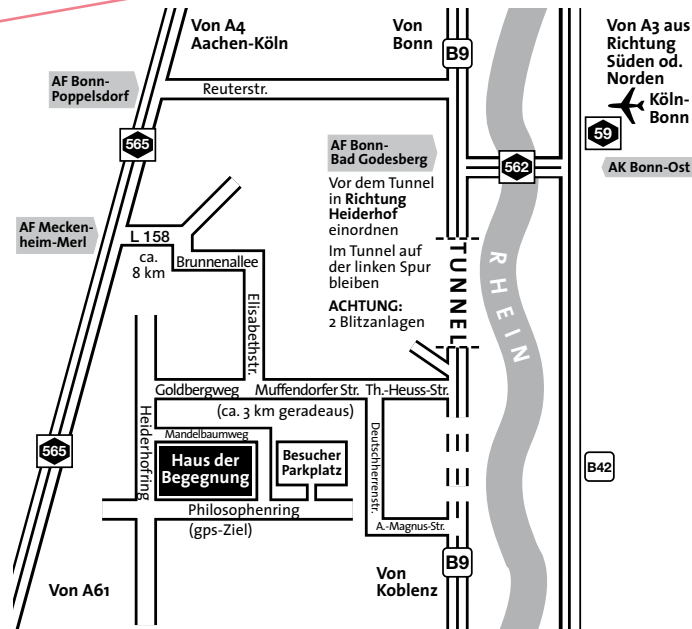 Von A4
Aachen-Köln
Von
Bonn
B9
Von A3 aus
Richtung
Süden od.
Norden
Köln-
Bonn
AF Bonn-
Poppelsdorf
Reuterstr.
565
59
AF Bonn-
Bad Godesberg
562
AK Bonn-Ost
Vor dem Tunnel
in Richtung
Heiderhof
einordnen
Im Tunnel auf
der linken Spur
bleiben
ACHTUNG:
2 Blitzanlagen
TUNNEL
RHEIN
AF Mecken-
heim-Merl
L 158
ca.
8 km
Brunnenallee
Elisabethstr.
Goldbergweg
Muffendorfer Str.
Th.-Heuss-Str.
(ca. 3 km geradeaus)
Heiderhofring
Mandelbaumweg
Deutschherrenstr.
565
Haus der
Begegnung
Besucher
Parkplatz
B42
Philosophenring
(gps-Ziel)
A.-Magnus-Str.
Von A61
Von
Koblenz
B9